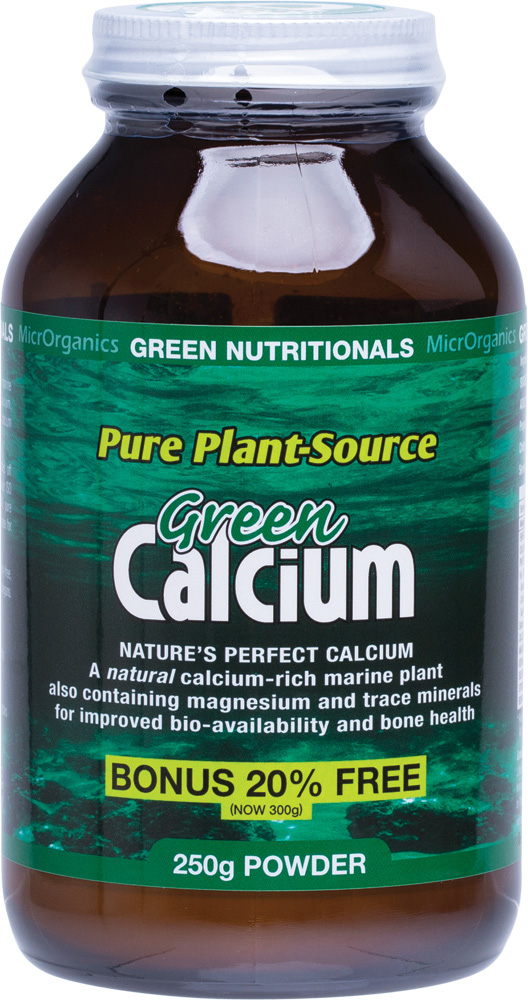 ALS MicrOrganics GREEN NUTRITIONALS MicrOrganics
Pure Plant-Source
Green
Calcium
NATURE'S PERFECT CALCIUM
A natural calcium-rich marine plant
also containing magnesium and trace minerals
for improved bio-availability and bone health
BONUS 20% FREE
(NOW 300g)
250g POWDER